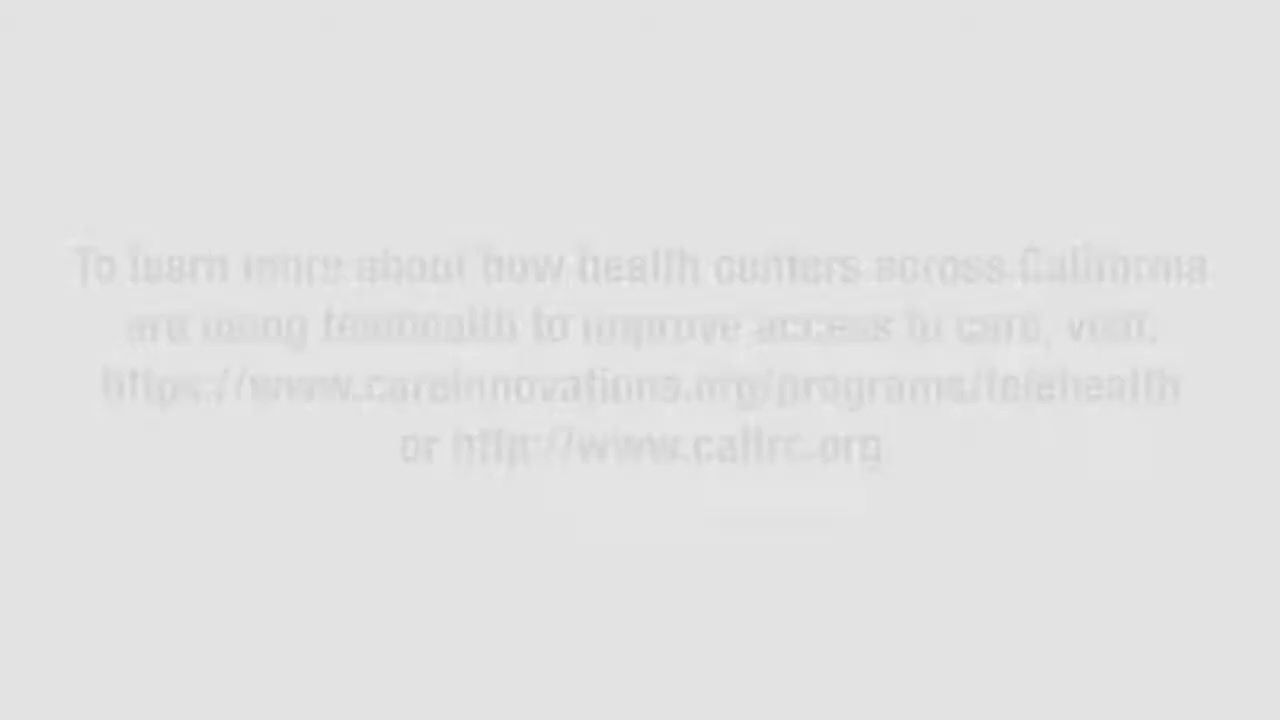 To learn more about how health centers across California
are using telehealth to improve access to care, visit:
https://www.careinnovations.org/programs/telehealth
or http://www.caltrc.org